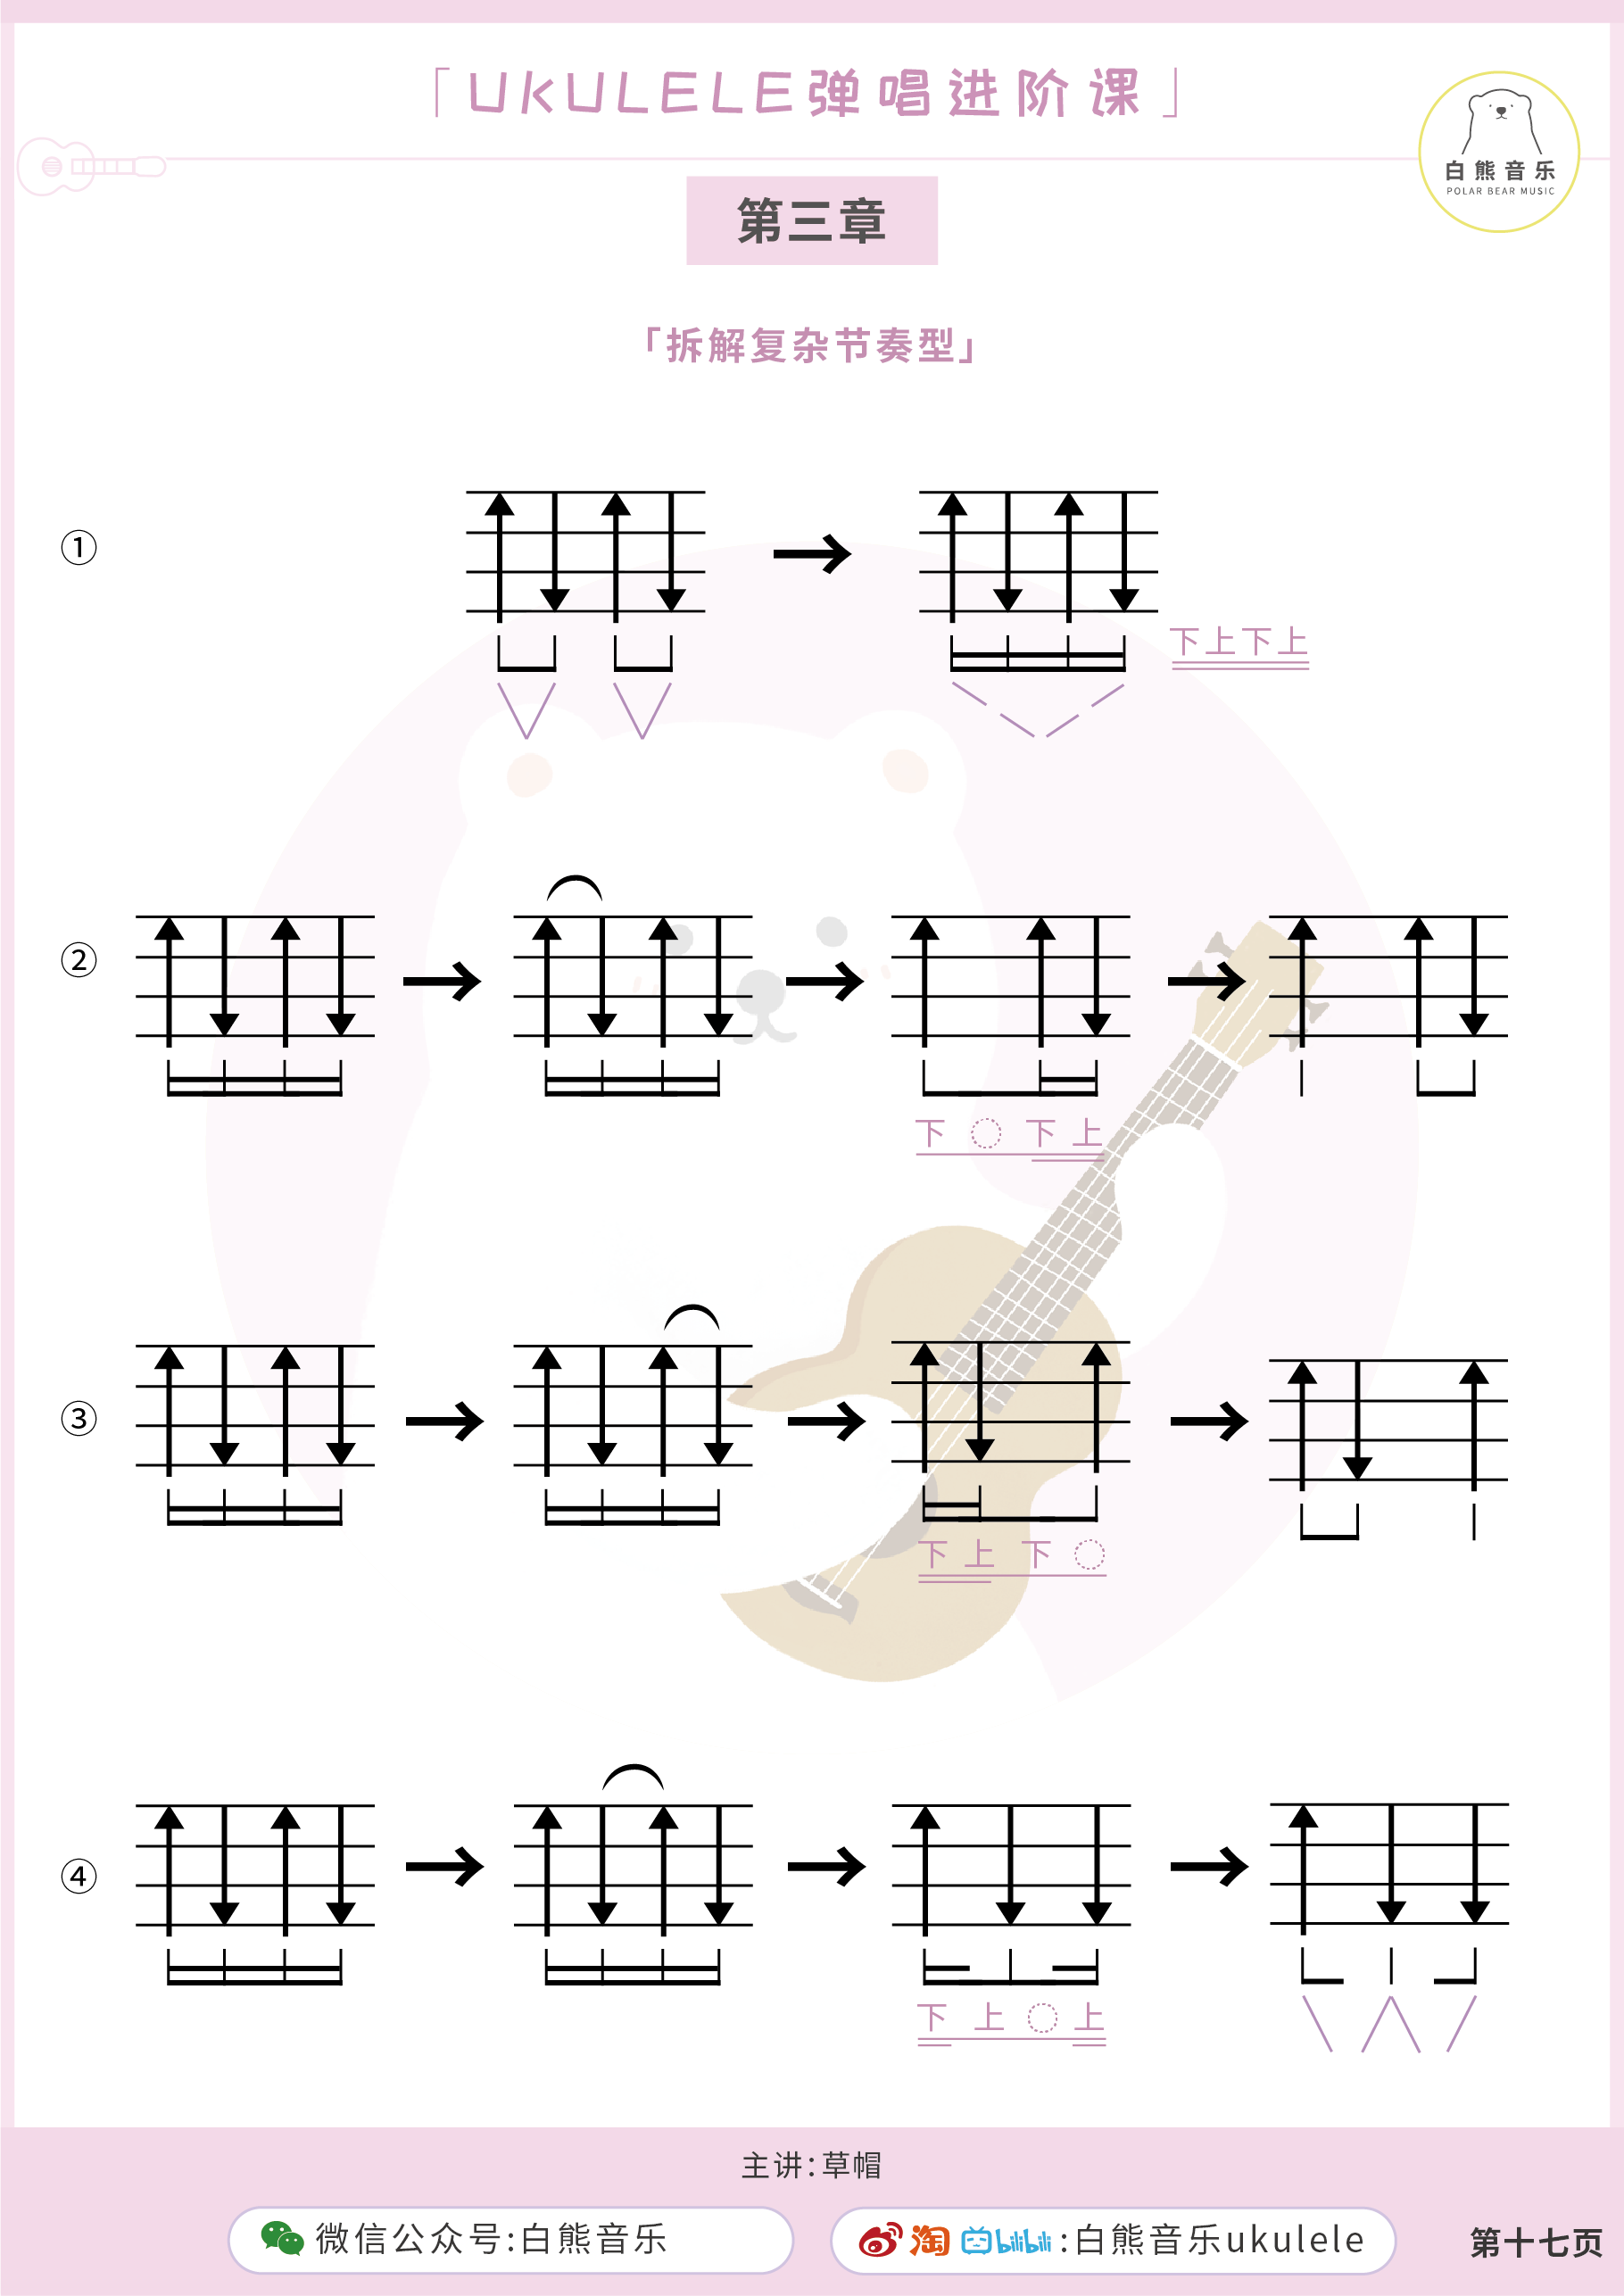 「UKULELE弹唱进阶课」
白熊音乐
POLAR BEAR MUSIC
第三章
「拆解复杂节奏型」
①
下上下上
②
下 下 上
③
下 上 下
④
下 上 上
主讲:草帽
微信公众号:白熊音乐
淘 bilibili:白熊音乐ukulele
第十七页